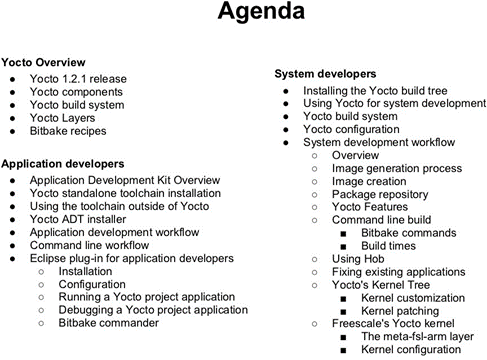 Agenda
Yocto Overview
● Yocto 1.2.1 release
● Yocto components
● Yocto build system
● Yocto Layers
● Bitbake recipes
Application developers
● Application Development Kit Overview
● Yocto standalone toolchain installation
● Using the toolchain outside of Yocto
● Yocto ADT installer
● Application development workflow
● Command line workflow
● Eclipse plug-in for application developers
○ Installation
○ Configuration
○ Running a Yocto project application
○ Debugging a Yocto project application
○ Bitbake commander
System developers
● Installing the Yocto build tree
● Using Yocto for system development
● Yocto build system
● Yocto configuration
● System development workflow
○ Overview
○ Image generation process
○ Image creation
○ Package repository
○ Yocto Features
○ Command line build
■ Bitbake commands
■ Build times
○ Using Hob
○ Fixing existing applications
○ Yocto's Kernel Tree
■ Kernel customization
■ Kernel patching
○ Freescale's Yocto kernel
■ The meta-fsl-arm layer
■ Kernel configuration